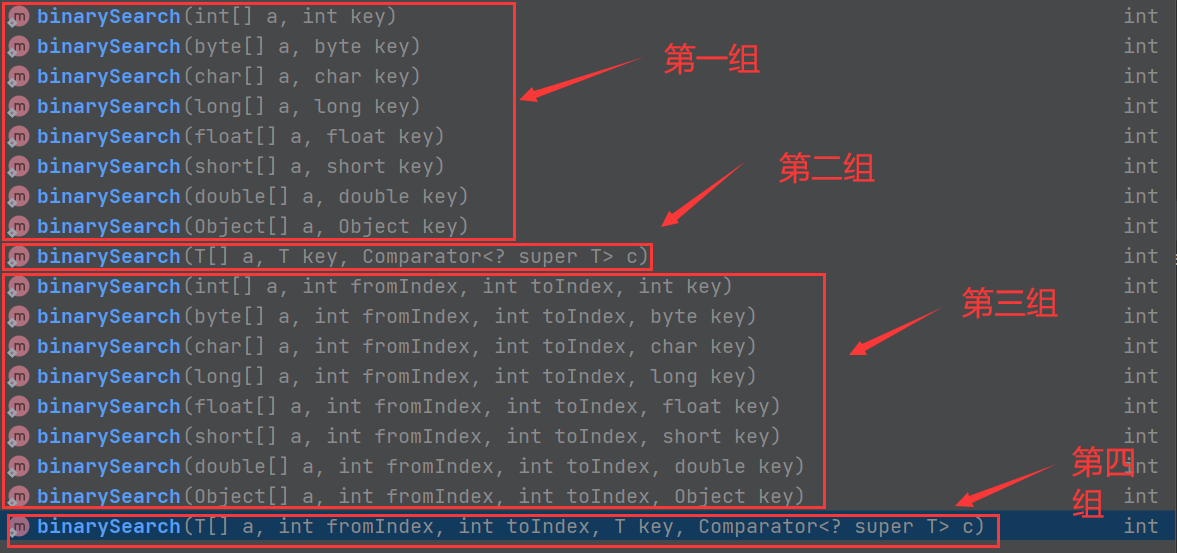 binarySearch(int[] a, int key) int
binarySearch(byte[] a, byte key) int
第一组
binarySearch(char[] a, char key) int
binarySearch(long[] a, long key) int
binarySearch(float[] a, float key) int
binarySearch(short[] a, short key) int
第二组
binarySearch(double[] a, double key) int
binarySearch(Object[] a, Object key) int
binarySearch(T[] a, T key, Comparator<? super T> c) int
binarySearch(int[] a, int fromIndex, int toIndex, int key) int
第三组
binarySearch(byte[] a, int fromIndex, int toIndex, byte key) int
binarySearch(char[] a, int fromIndex, int toIndex, char key) int
binarySearch(long[] a, int fromIndex, int toIndex, long key) int
binarySearch(float[] a, int fromIndex, int toIndex, float key) int
binarySearch(short[] a, int fromIndex, int toIndex, short key) int
binarySearch(double[] a, int fromIndex, int toIndex, double key) int
第四
组
binarySearch(Object[] a, int fromIndex, int toIndex, Object key) int
binarySearch(T[] a, int fromIndex, int toIndex, T key, Comparator<? super T> c) int